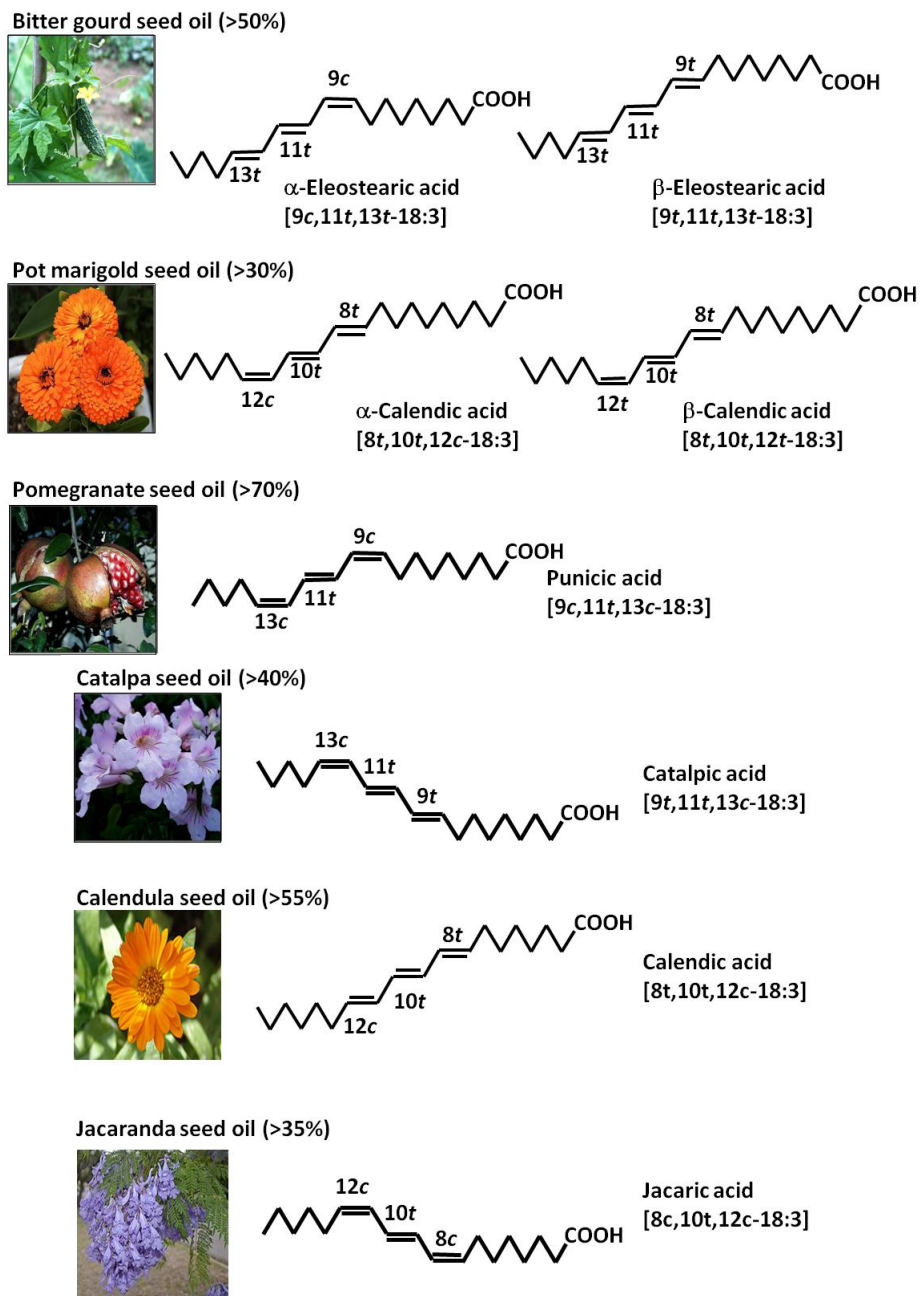 Bitter gourd seed oil (>50%)
9c
COOH
11t
13t
α-Eleostearic acid
[9c,11t,13t-18:3]
9t
COOH
11t
13t
β-Eleostearic acid
[9t,11t,13t-18:3]
Pot marigold seed oil (>30%)
8t
COOH
10t
12c
α-Calendic acid
[8t,10t,12c-18:3]
8t
COOH
10t
12t
β-Calendic acid
[8t,10t,12t-18:3]
Pomegranate seed oil (>70%)
9c
COOH
11t
13c
Punicic acid
[9c,11t,13c-18:3]
Catalpa seed oil (>40%)
13c
11t
9t
COOH
Catalpic acid
[9t,11t,13c-18:3]
Calendula seed oil (>55%)
8t
COOH
10t
12c
Calendic acid
[8t,10t,12c-18:3]
Jacaranda seed oil (>35%)
12c
10t
8c
COOH
Jacaric acid
[8c,10t,12c-18:3]